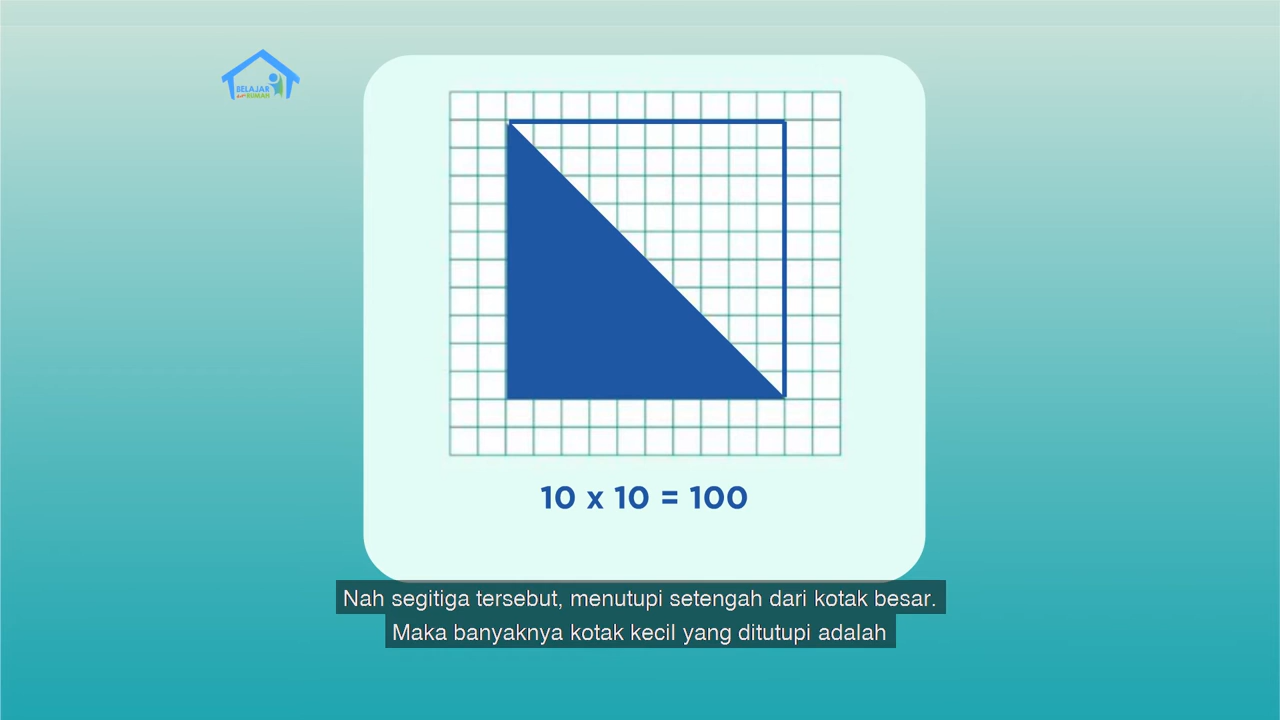 BELAJAR
dari RUMAH
10 x 10 = 100
Nah segitiga tersebut, menutupi setengah dari kotak besar.
Maka banyaknya kotak kecil yang ditutupi adalah